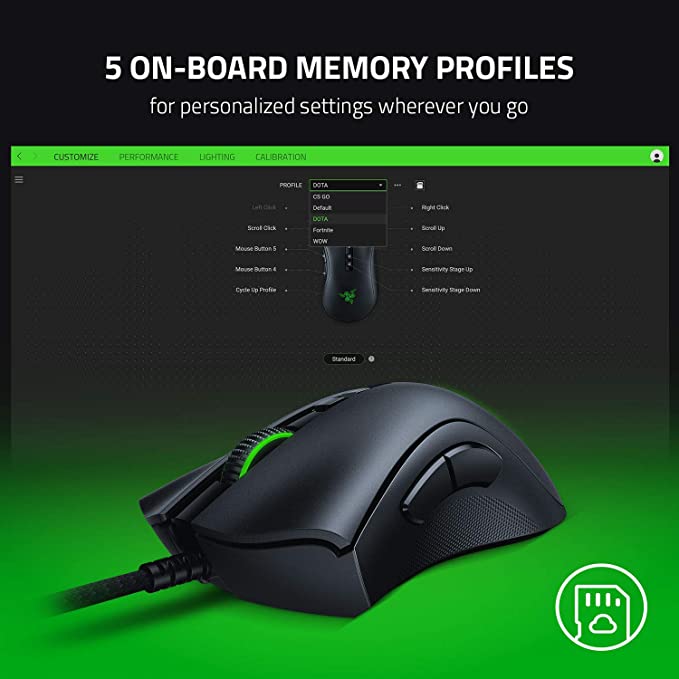 5 ON-BOARD MEMORY PROFILES
for personalized settings wherever you go
CUSTOMIZE PERFORMANCE LIGHTING CALIBRATION
PROFILE DOTA
CS GO
Default
DOTA
Fortnite
WOW
Left Click
Scroll Click
Mouse Button 5
Mouse Button 4
Cycle Up Profile
Right Click
Scroll Up
Scroll Down
Sensitivity Stage Up
Sensitivity Stage Down
Standard ?